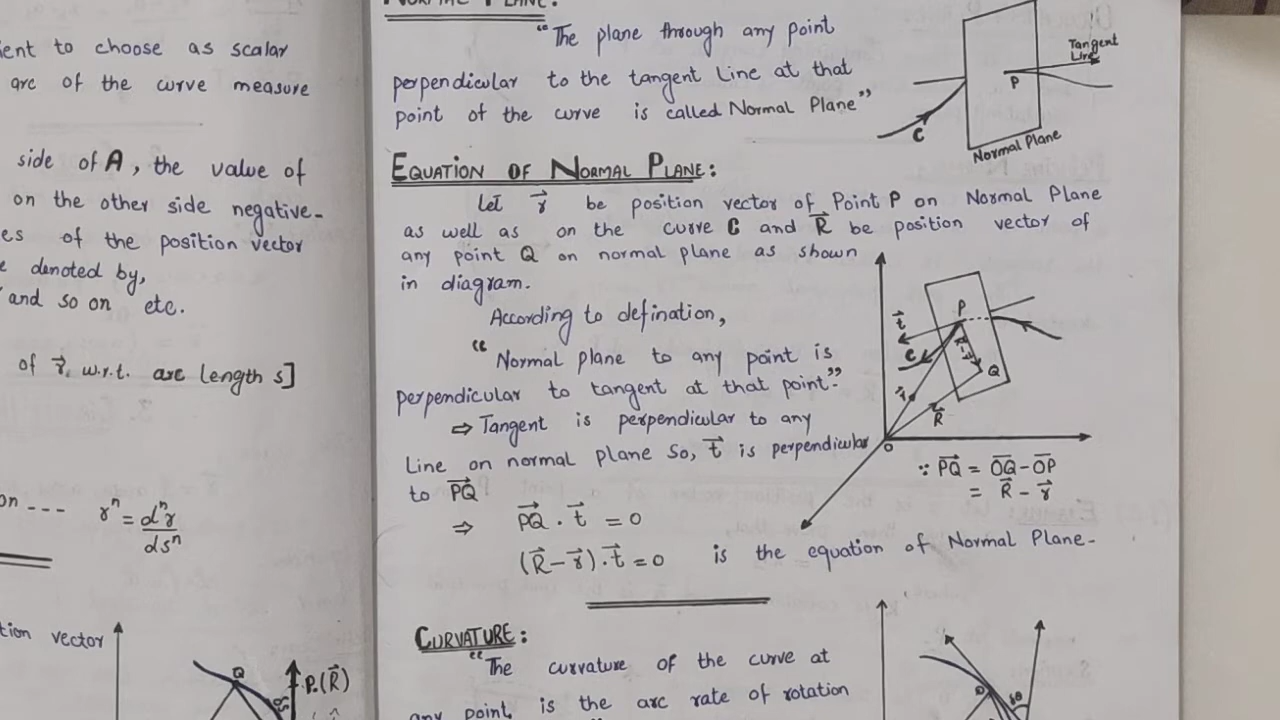 ient to choose as scalar
arc of the curve measure
side of A, the value of
on the other side negative-
es of the position vector
denoted by,
and so on etc.
of r⃗, w.r.t. arc length s]
on --- rⁿ = dⁿr/dsⁿ
tion vector
Q
P.(R⃗)
NORMAL PLANE:
"The plane through any point
perpendicular to the tangent Line at that
point of the curve is called Normal Plane"
Tangent
Line
P
C
Normal Plane
EQUATION OF NORMAL PLANE:
Let r⃗ be position vector of Point P on Normal Plane
as well as on the curve C and R⃗ be position vector of
any point Q on normal plane as shown
in diagram.
According to defination,
"Normal plane to any point is
perpendicular to tangent at that point."
⇒ Tangent is perpendicular to any
Line on normal plane so, t⃗ is perpendicular
to P⃗Q
⇒ P⃗Q . t⃗ = 0
(R⃗ - r⃗). t⃗ = 0 is the equation of Normal Plane-
P
t⃗
C
R-r
Q
R⃗
O
∵ PQ = OQ - OP
= R⃗ - r⃗
CURVATURE:
"The curvature of the curve at
any point is the arc rate of rotation
δθ